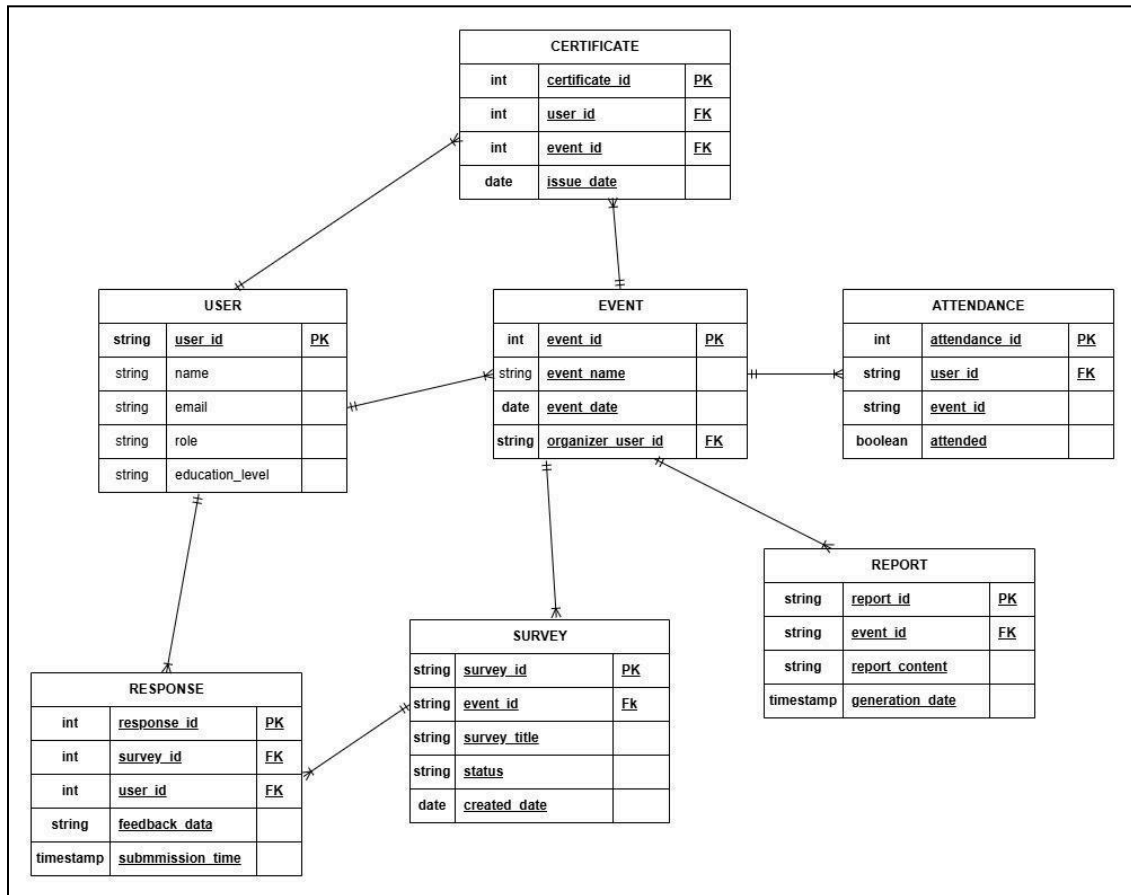 CERTIFICATE
int certificate_id PK
int user_id FK
int event_id FK
date issue_date
USER
string user_id PK
string name
string email
string role
string education_level
EVENT
int event_id PK
string event_name
date event_date
string organizer_user_id FK
ATTENDANCE
int attendance_id PK
string user_id FK
string event_id
boolean attended
REPORT
string report_id PK
string event_id FK
string report_content
timestamp generation_date
SURVEY
string survey_id PK
string event_id Fk
string survey_title
string status
date created_date
RESPONSE
int response_id PK
int survey_id FK
int user_id FK
string feedback_data
timestamp submmission_time